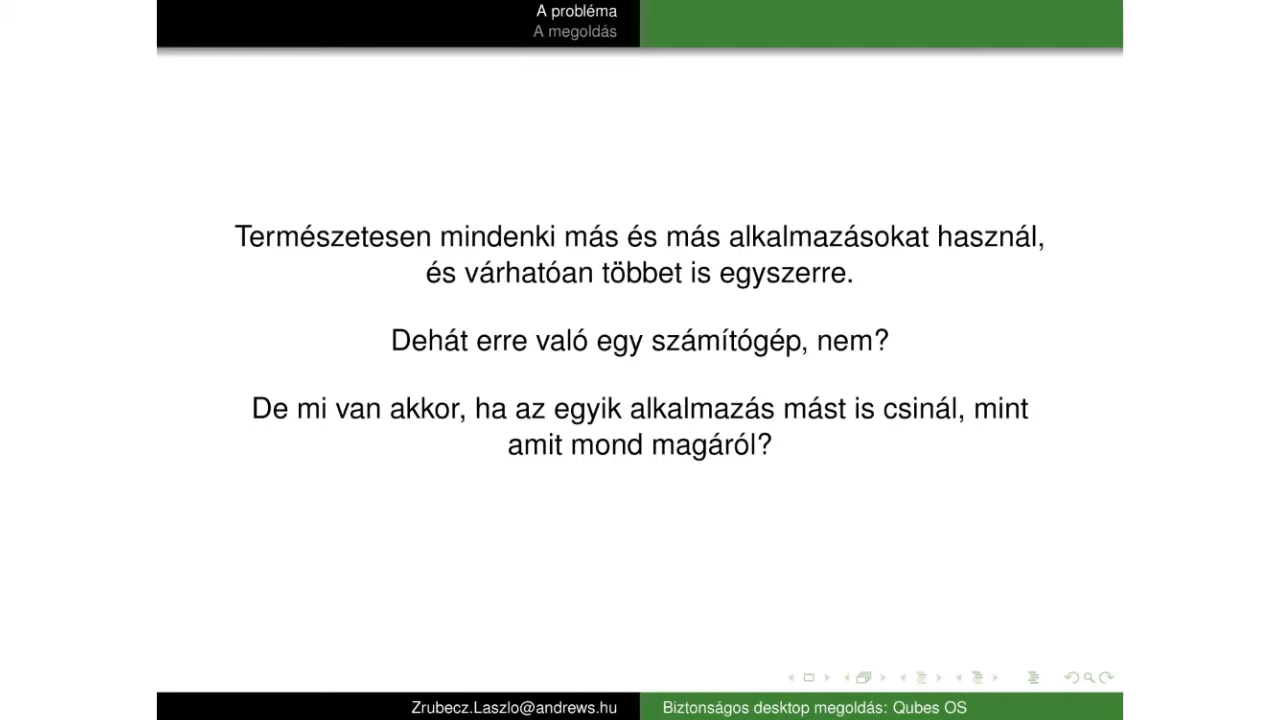 A probléma
A megoldás
Természetesen mindenki más és más alkalmazásokat használ,
és várhatóan többet is egyszerre.
Dehát erre való egy számítógép, nem?
De mi van akkor, ha az egyik alkalmazás mást is csinál, mint
amit mond magáról?
Zrubecz.Laszlo@andrews.hu
Biztonságos desktop megoldás: Qubes OS